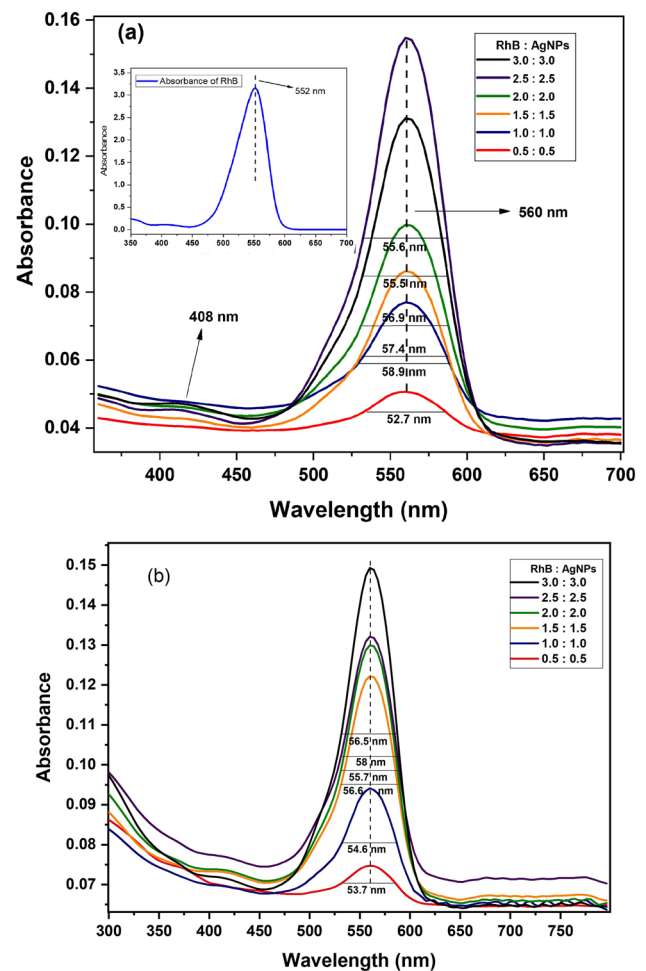 (a)
RhB : AgNPs
3.0 : 3.0
2.5 : 2.5
2.0 : 2.0
1.5 : 1.5
1.0 : 1.0
0.5 : 0.5
Absorbance of RhB
552 nm
Absorbance
3.5
3.0
2.5
2.0
1.5
1.0
0.5
0.0
350 400 450 500 550 600 650 700
560 nm
408 nm
55.6 nm
55.5 nm
56.9 nm
57.4 nm
58.9 nm
52.7 nm
Absorbance
0.16
0.14
0.12
0.10
0.08
0.06
0.04
400 450 500 550 600 650 700
Wavelength (nm)
(b)
RhB : AgNPs
3.0 : 3.0
2.5 : 2.5
2.0 : 2.0
1.5 : 1.5
1.0 : 1.0
0.5 : 0.5
56.5 nm
58 nm
55.7 nm
56.6 nm
54.6 nm
53.7 nm
Absorbance
0.15
0.14
0.13
0.12
0.11
0.10
0.09
0.08
0.07
300 350 400 450 500 550 600 650 700 750
Wavelength (nm)